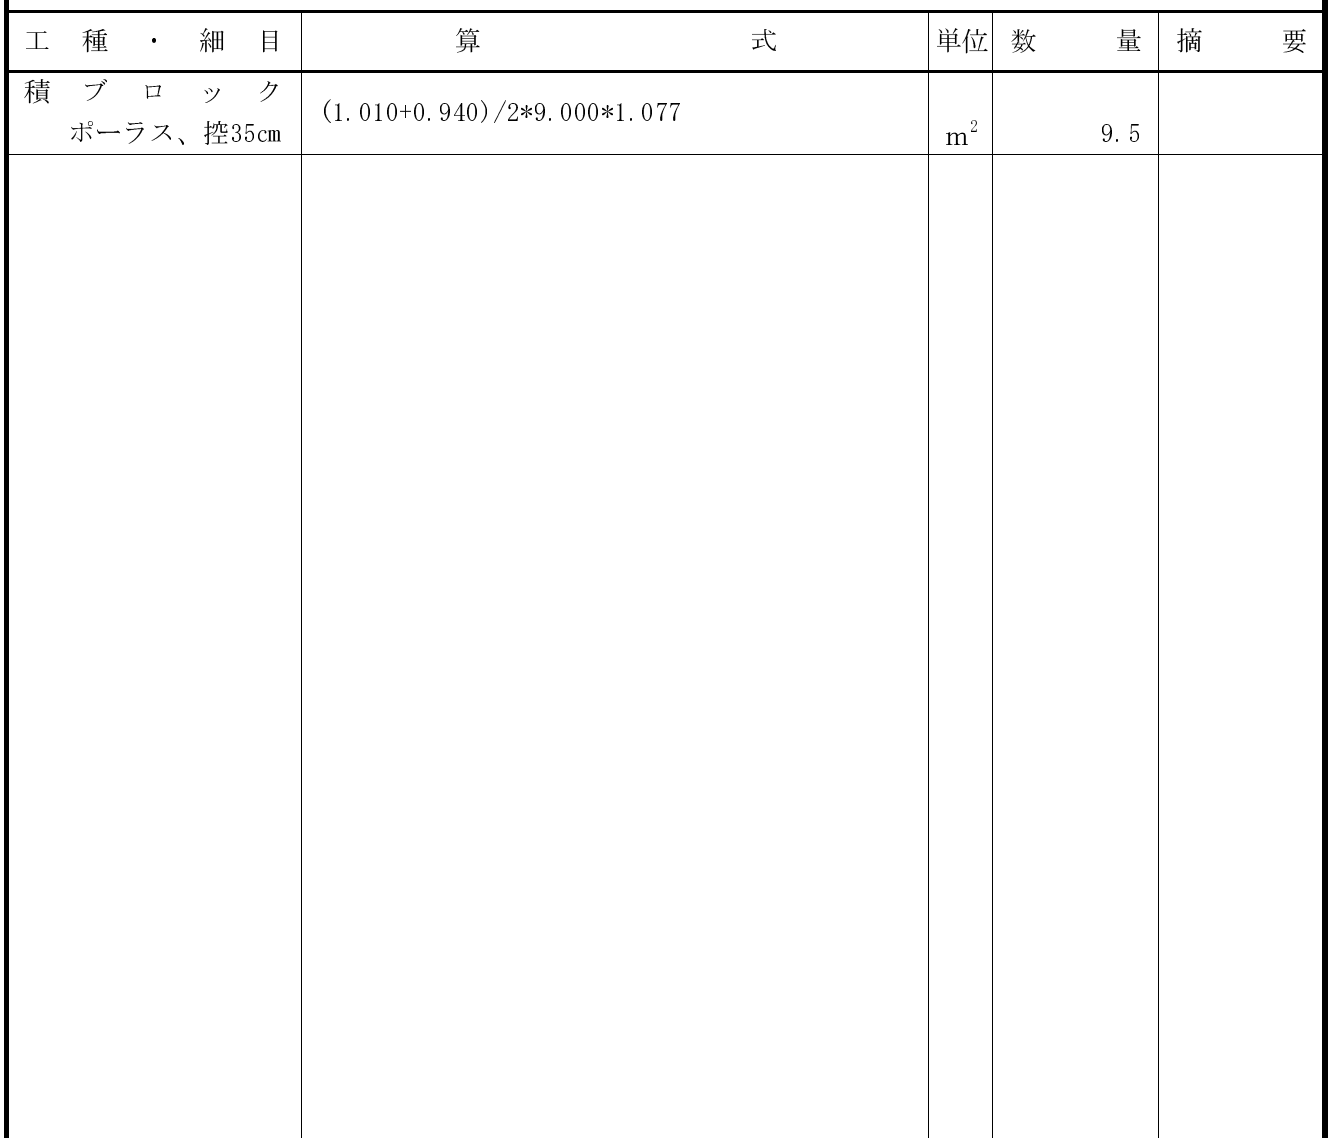 工種・細目 算式 単位 数量 摘要
積ブロック
(1.010+0.940)/2*9.000*1.077
ポーラス、控35cm m² 9.5